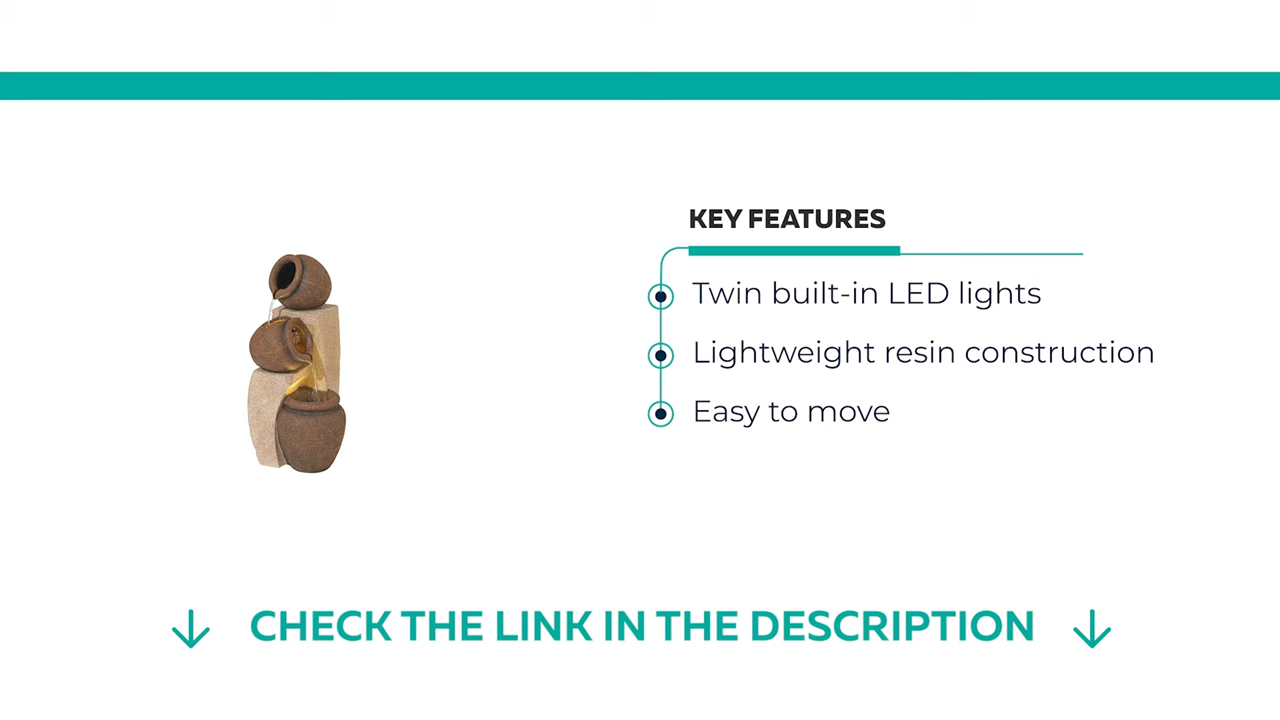 KEY FEATURES
Twin built-in LED lights
Lightweight resin construction
Easy to move
CHECK THE LINK IN THE DESCRIPTION